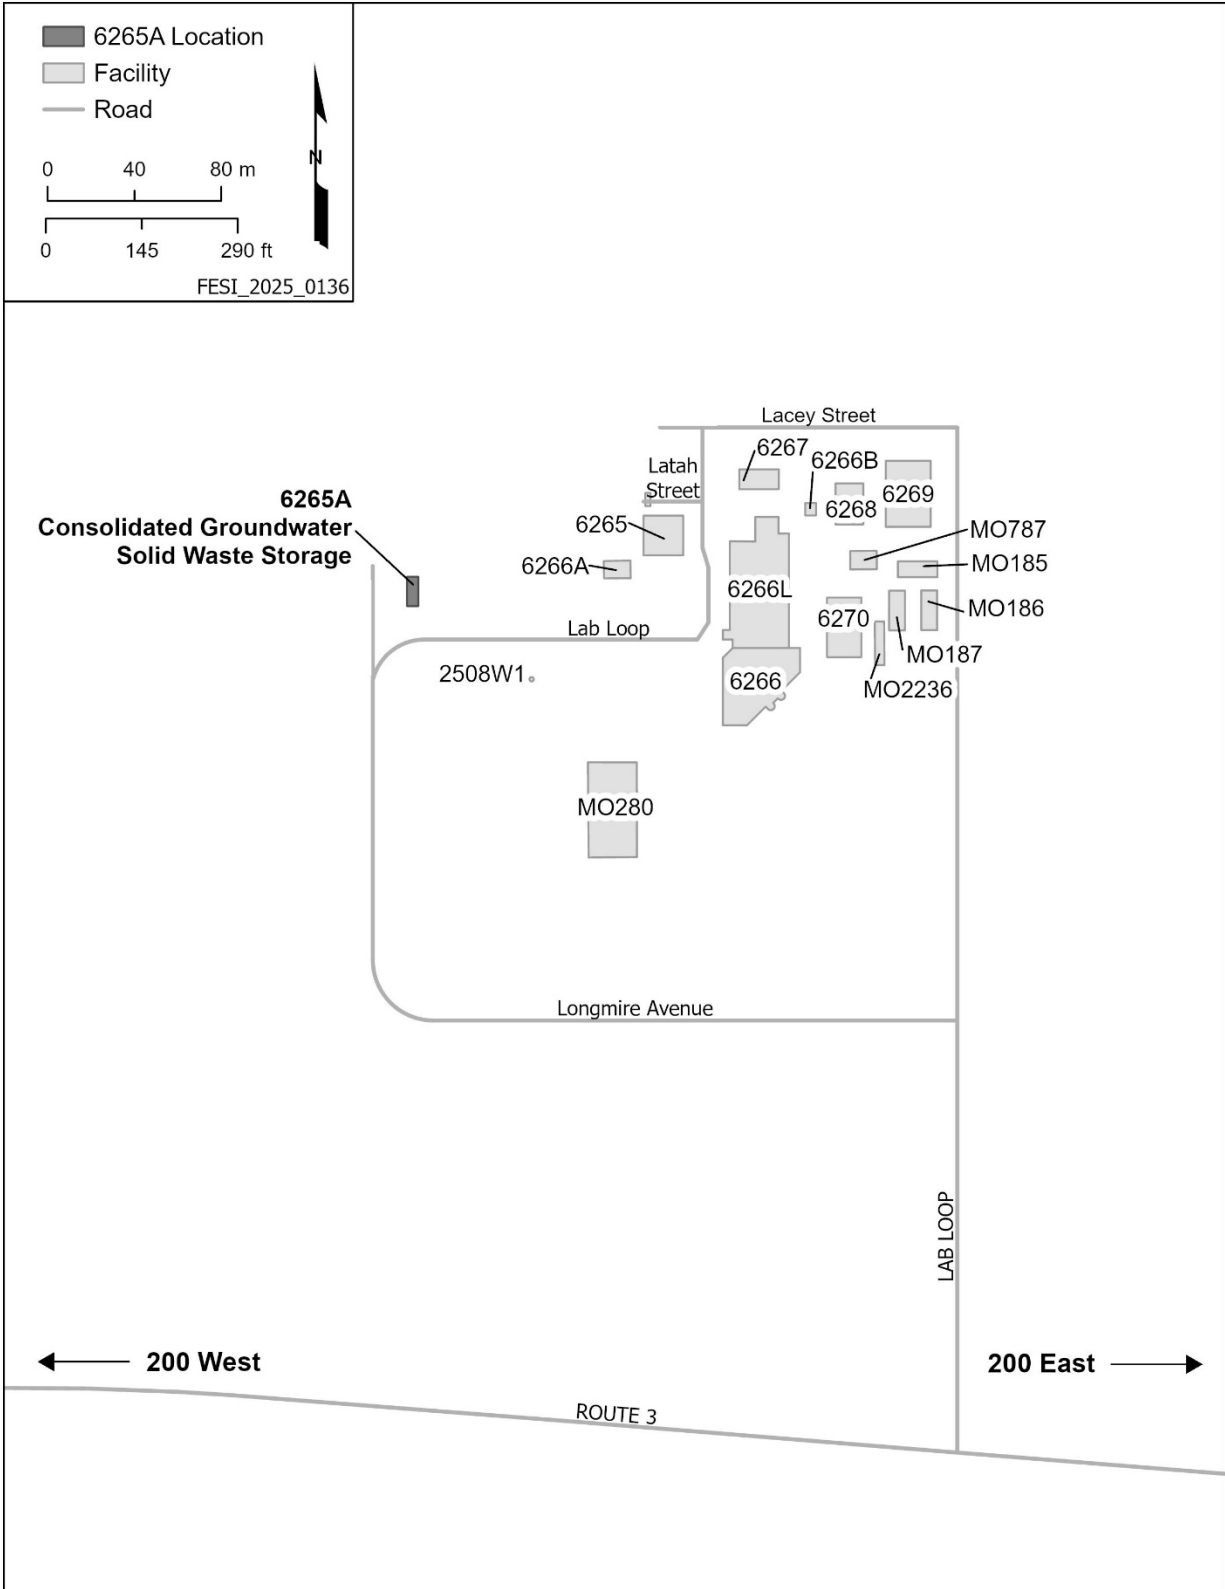 6265A Location
Facility
Road
N
0 40 80 m
0 145 290 ft
FESI_2025_0136
Lacey Street
6267
6266B
Latah
Street
6268
6269
6265A
Consolidated Groundwater
Solid Waste Storage
6265
MO787
6266A
MO185
6266L
MO186
6270
Lab Loop
MO187
2508W1
6266
MO2236
MO280
Longmire Avenue
LAB LOOP
200 West
200 East
ROUTE 3